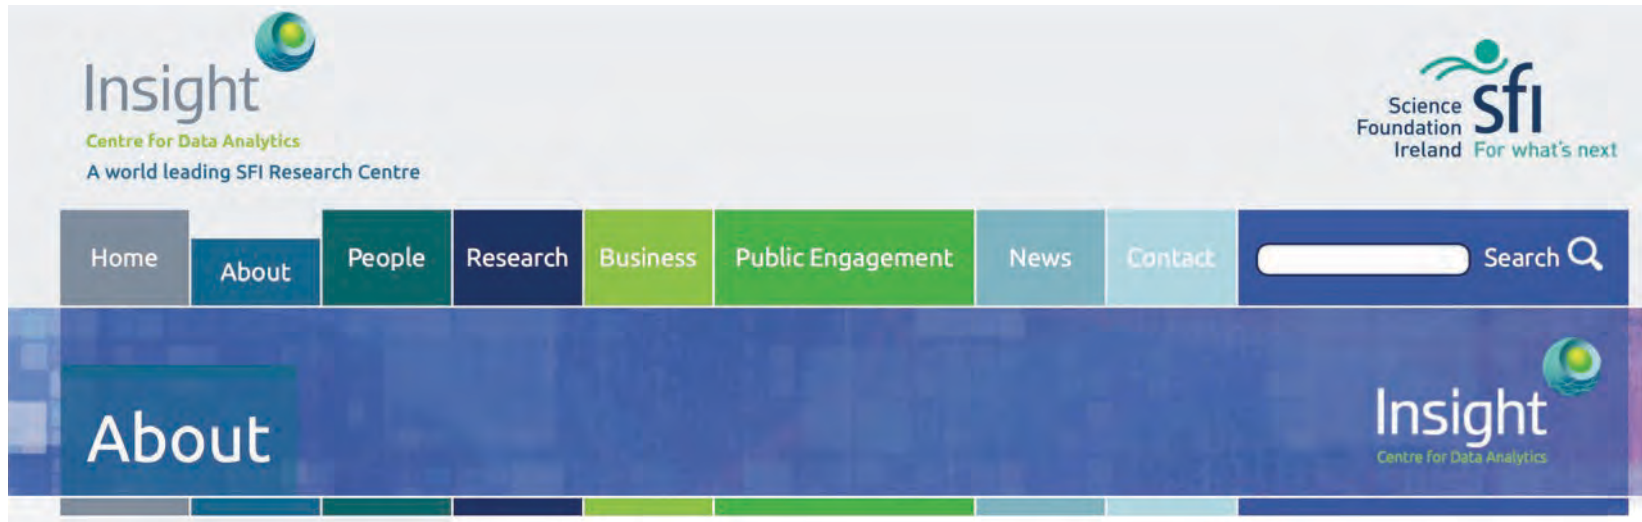 Insight
Centre for Data Analytics
A world leading SFI Research Centre
Science
Foundation
Ireland
sfi
For what's next
Home
About
People
Research
Business
Public Engagement
News
Contact
Search
About
Insight
Centre for Data Analytics